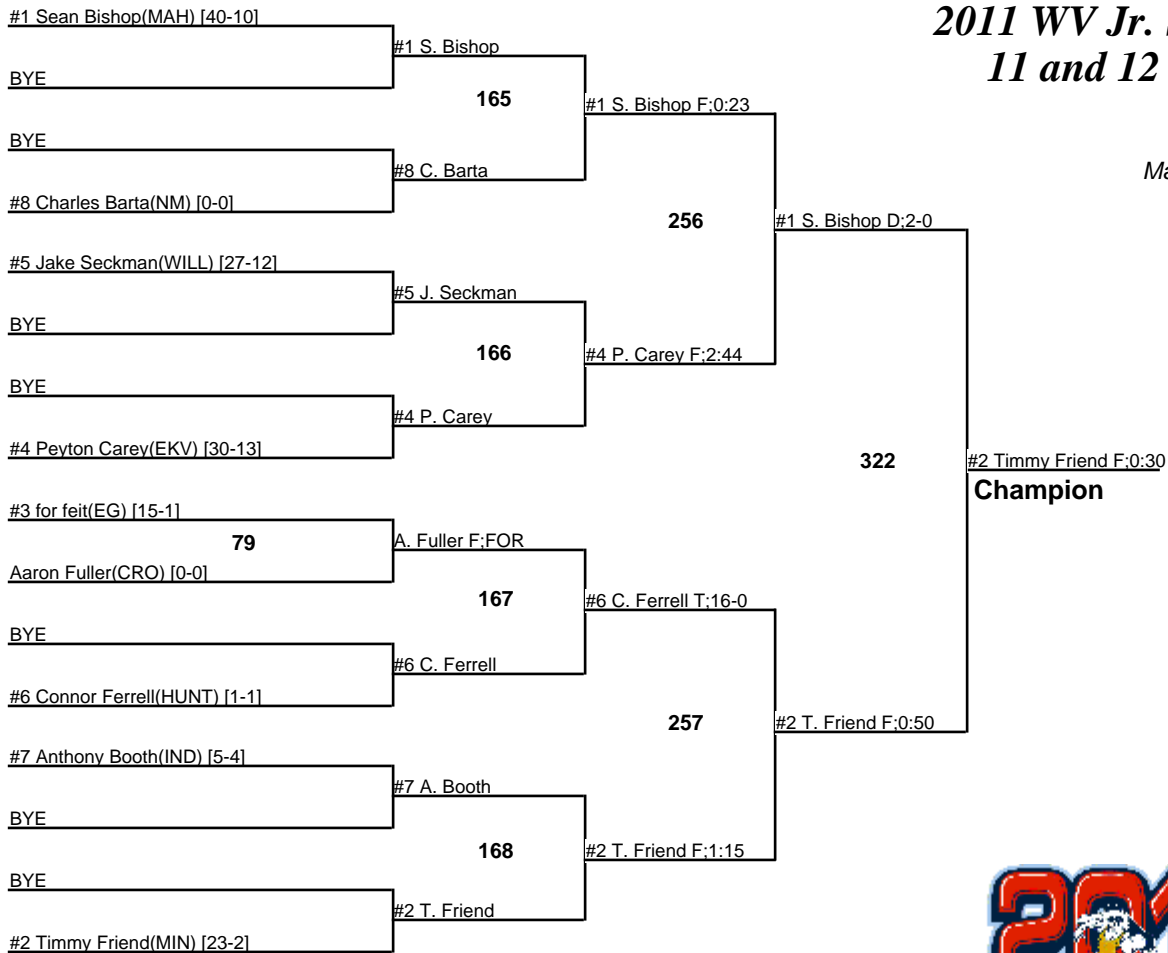 #1 Sean Bishop(MAH) [40-10]
BYE
BYE
#8 Charles Barta(NM) [0-0]
#5 Jake Seckman(WILL) [27-12]
BYE
BYE
#4 Peyton Carey(EKV) [30-13]
#3 for feit(EG) [15-1]
79
Aaron Fuller(CRO) [0-0]
BYE
#6 Connor Ferrell(HUNT) [1-1]
#7 Anthony Booth(IND) [5-4]
BYE
BYE
#2 Timmy Friend(MIN) [23-2]
#1 S. Bishop
165
#8 C. Barta
#5 J. Seckman
166
#4 P. Carey
A. Fuller F;FOR
167
#6 C. Ferrell
#7 A. Booth
168
#2 T. Friend
#1 S. Bishop F;0:23
256
#4 P. Carey F;2:44
#6 C. Ferrell T;16-0
257
#2 T. Friend F;1:15
#1 S. Bishop D;2-0
322
#2 T. Friend F;0:50
#2 Timmy Friend F;0:30
Champion
2011 WV Jr.
11 and 12
Ma
201